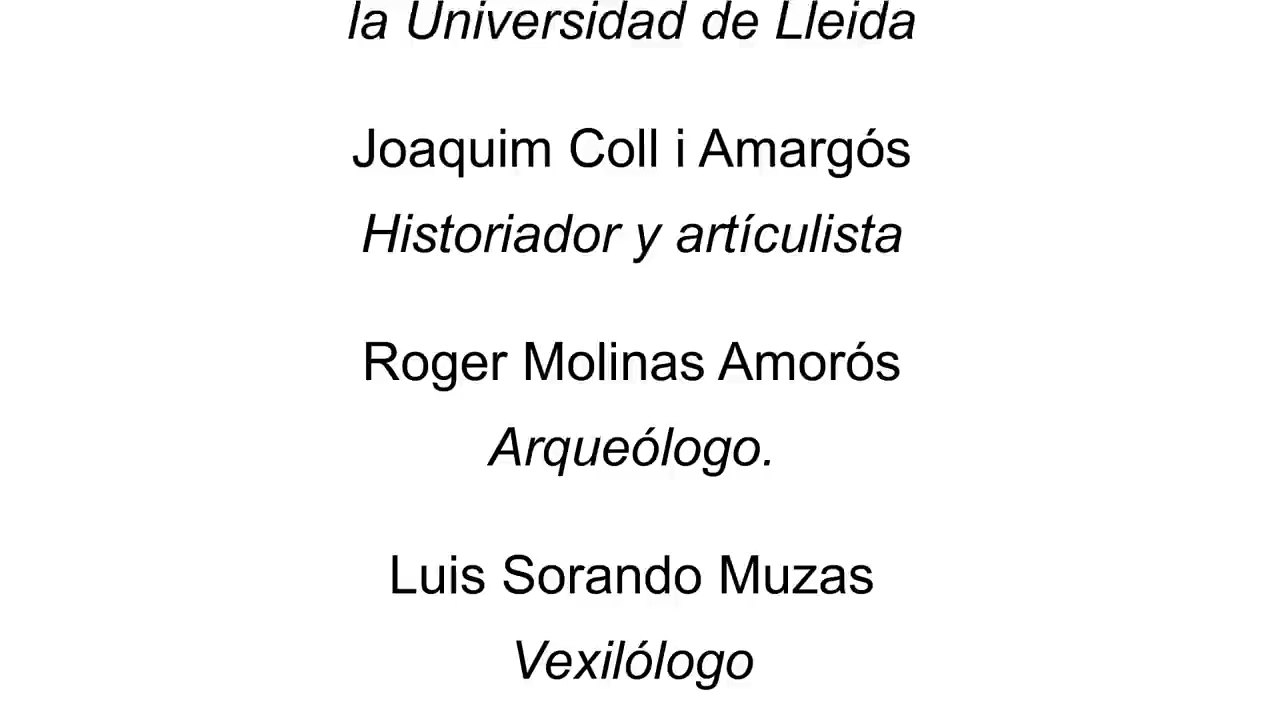 la Universidad de Lleida
Joaquim Coll i Amargós
Historiador y artículista
Roger Molinas Amorós
Arqueólogo.
Luis Sorando Muzas
Vexilólogo